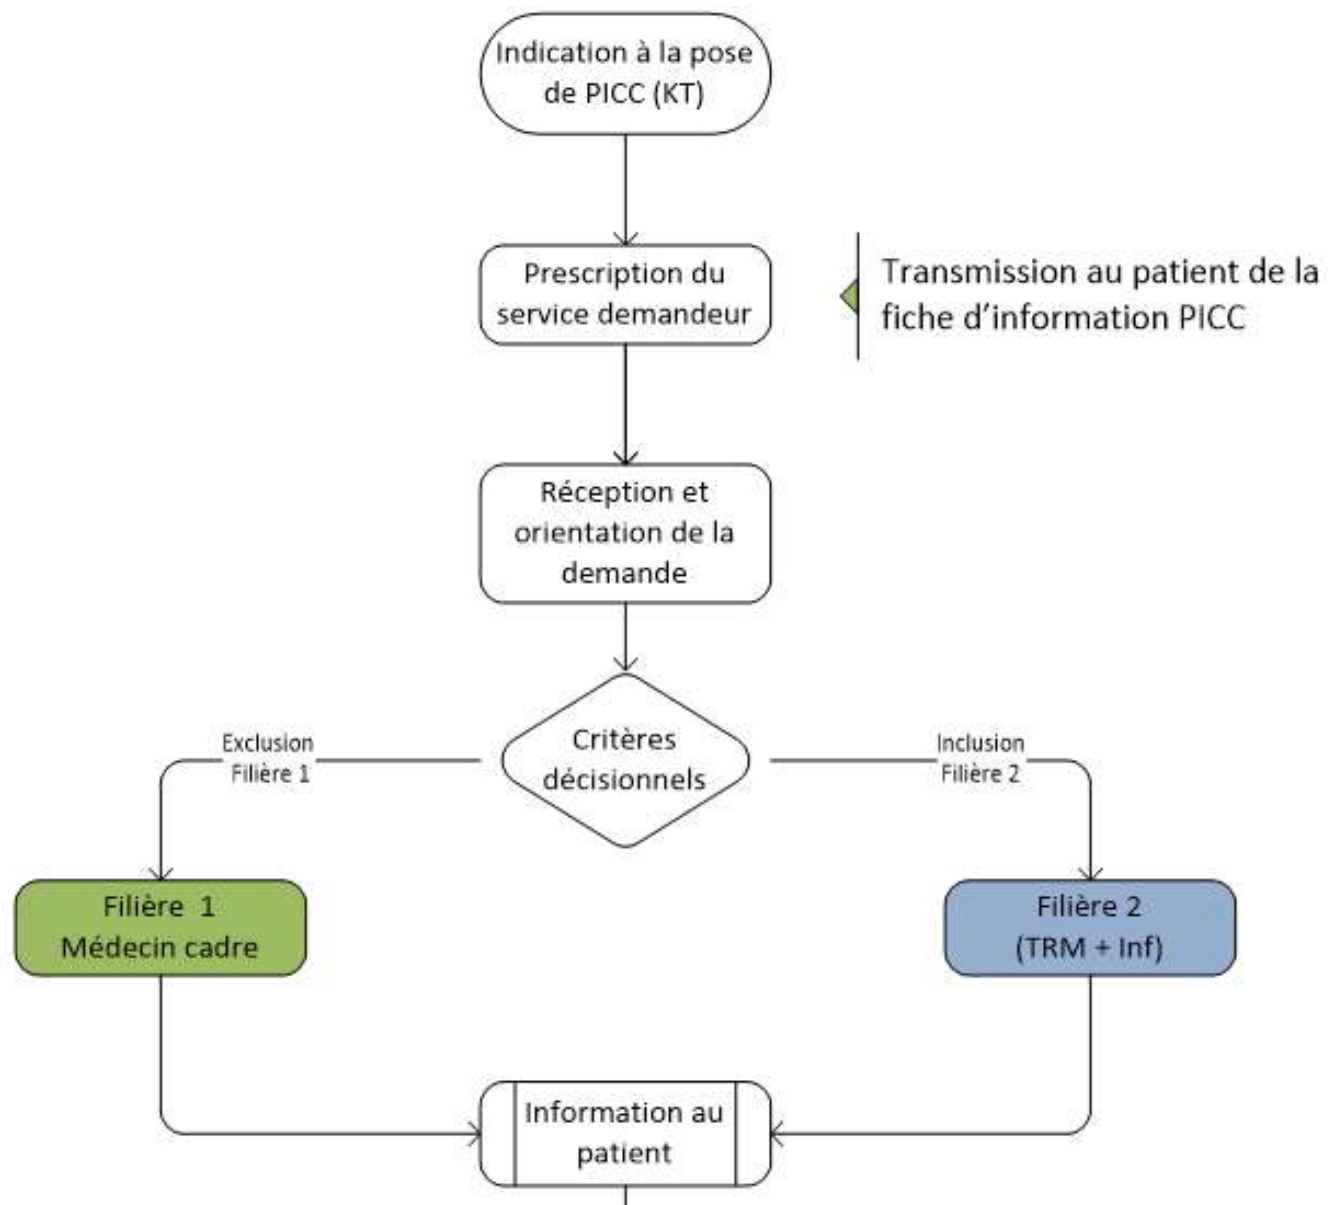 Indication à la pose
de PICC (KT)
Prescription du
service demandeur
Transmission au patient de la
fiche d’information PICC
Réception et
orientation de la
demande
Critères
décisionnels
Exclusion
Filière 1
Inclusion
Filière 2
Filière 1
Médecin cadre
Filière 2
(TRM + Inf)
Information au
patient